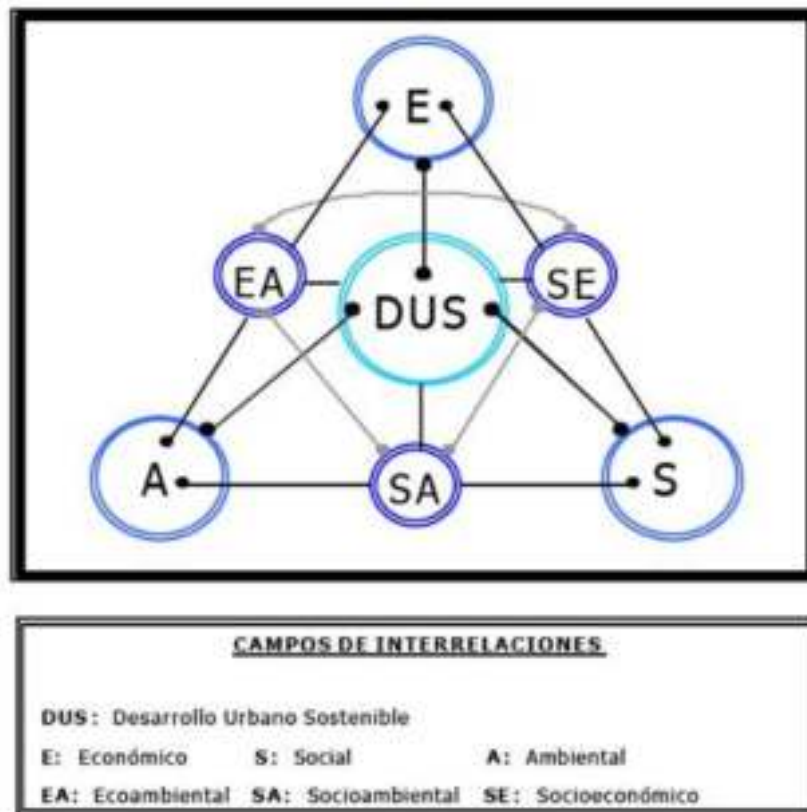 E
EA
SE
DUS
A
SA
S
CAMPOS DE INTERRELACIONES
DUS: Desarrollo Urbano Sostenible
E: Económico S: Social A: Ambiental
EA: Ecoambiental SA: Socioambiental SE: Socioeconómico